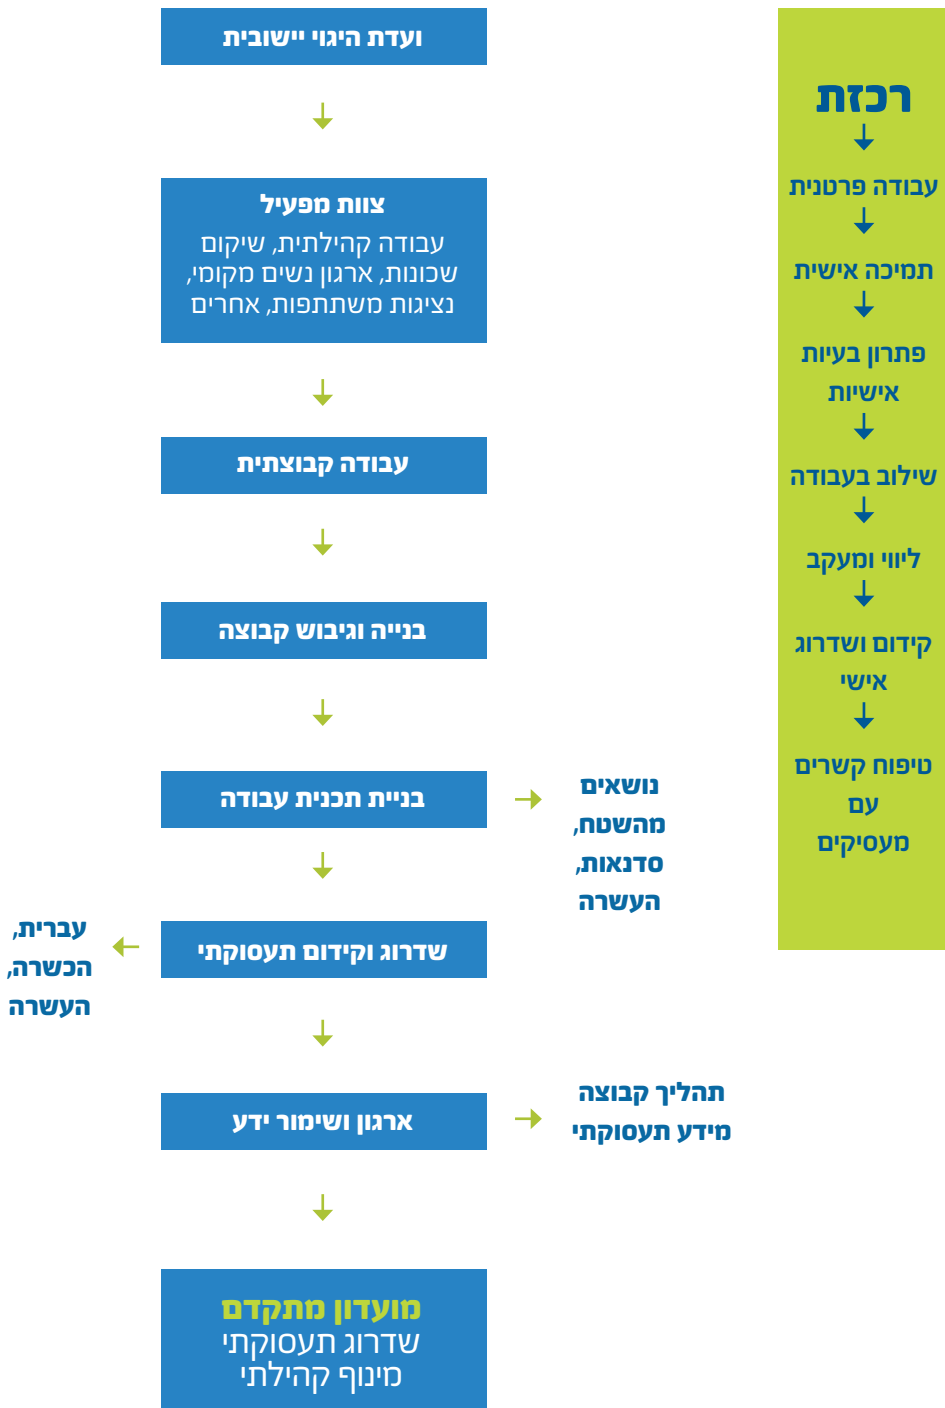 ועדת היגוי יישובית
צוות מפעיל
עבודה קהילתית, שיקום
שכונות, ארגון נשים מקומי,
נציגות משתתפות, אחרים
עבודה קבוצתית
בנייה וגיבוש קבוצה
בניית תכנית עבודה
נושאים
מהשטח,
סדנאות,
העשרה
שדרוג וקידום תעסוקתי
עברית,
הכשרה,
העשרה
ארגון ושימור ידע
תהליך קבוצה
מידע תעסוקתי
מועדון מתקדם
שדרוג תעסוקתי
מינוף קהילתי
רכזת
עבודה פרטנית
תמיכה אישית
פתרון בעיות
אישיות
שילוב בעבודה
ליווי ומעקב
קידום ושדרוג
אישי
טיפוח קשרים
עם
מעסיקים